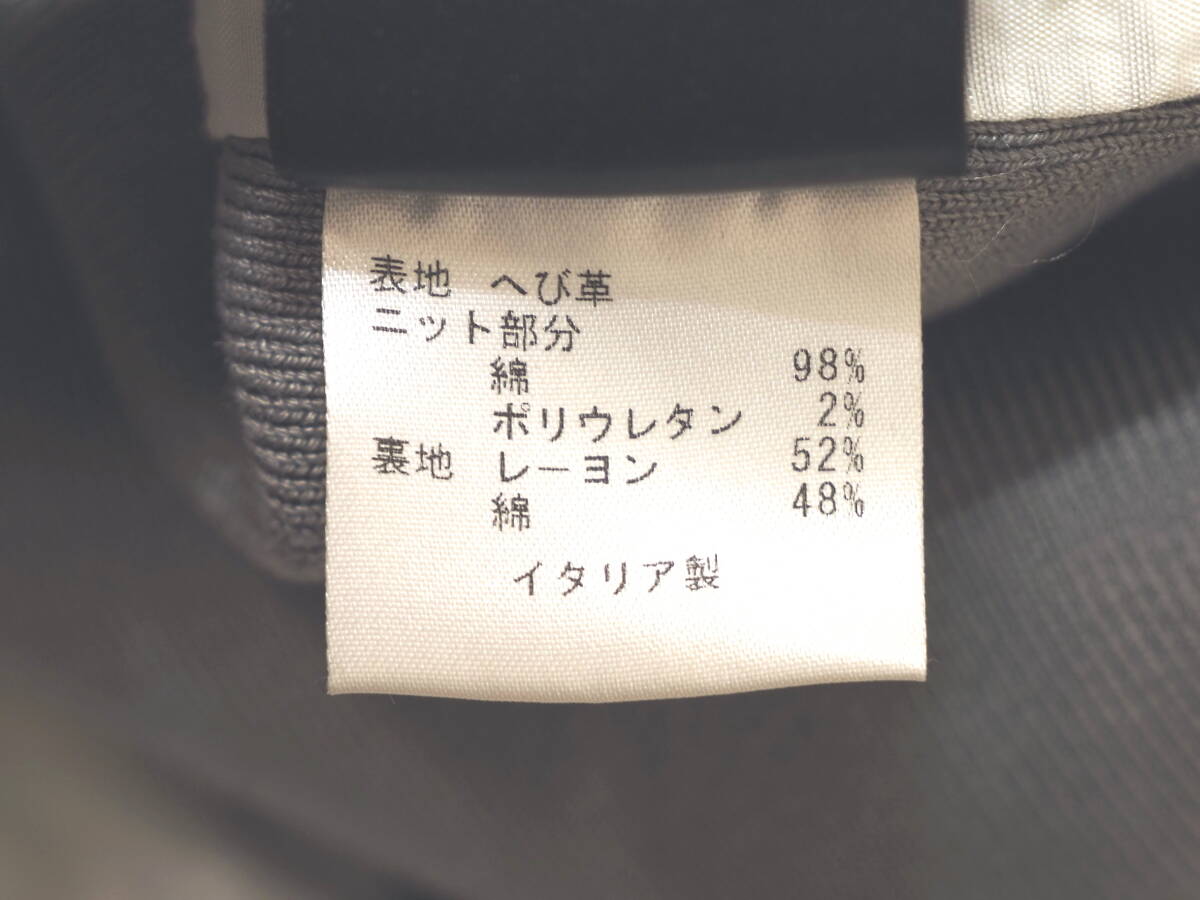 表地 へび革
ニット部分
綿 98%
ポリウレタン 2%
裏地 レーヨン 52%
綿 48%
イタリア製